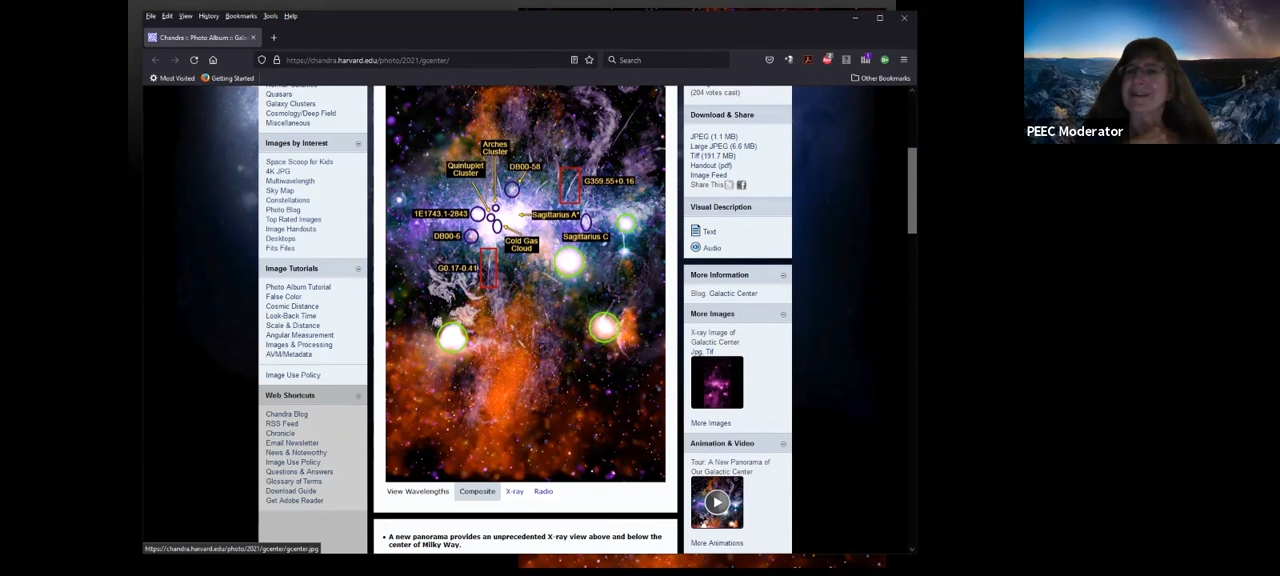 File Edit View History Bookmarks Tools Help
Chandra :: Photo Album :: Gala
https://chandra.harvard.edu/photo/2021/gcenter/
Search
Most Visited
Getting Started
Other Bookmarks
Quasars
Galaxy Clusters
Cosmology/Deep Field
Miscellaneous
Images by Interest
Space Scoop for Kids
4K JPG
Multiwavelength
Sky Map
Constellations
Photo Blog
Top Rated Images
Image Handouts
Desktops
Fits Files
Image Tutorials
Photo Album Tutorial
False Color
Cosmic Distance
Look-Back Time
Scale & Distance
Angular Measurement
Images & Processing
AVM/Metadata
Image Use Policy
Web Shortcuts
Chandra Blog
RSS Feed
Chronicle
Email Newsletter
News & Noteworthy
Image Use Policy
Questions & Answers
Glossary of Terms
Download Guide
Get Adobe Reader
https://chandra.harvard.edu/photo/2021/gcenter/gcenter.jpg
Arches
Cluster
Quintuplet
Cluster
DB00-58
G359.55+0.16
1E1743.1-2843
Sagittarius A*
DB00-6
Cold Gas
Cloud
Sagittarius C
G0.17-0.41
View Wavelengths
Composite
X-ray
Radio
A new panorama provides an unprecedented X-ray view above and below the
center of Milky Way.
(204 votes cast)
Download & Share
JPEG (1.1 MB)
Large JPEG (6.6 MB)
Tiff (191.7 MB)
Handout (pdf)
Image Feed
Share This
Visual Description
Text
Audio
More Information
Blog: Galactic Center
More Images
X-ray Image of
Galactic Center
Jpg, Tif
More Images
Animation & Video
Tour: A New Panorama of
Our Galactic Center
More Animations
PEEC Moderator